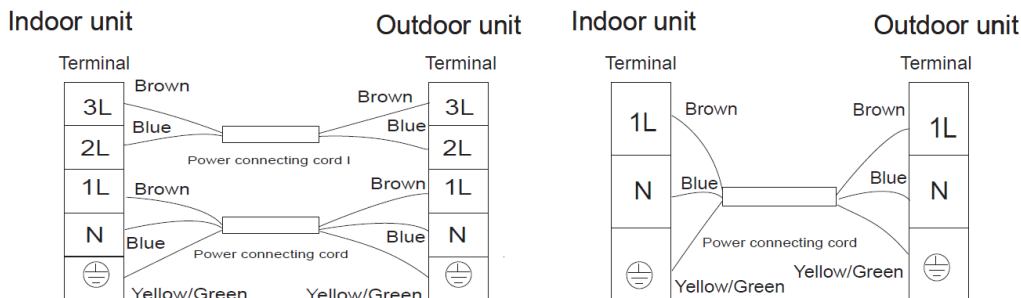 Indoor unit
Outdoor unit
Terminal
Terminal
Brown
Brown
3L
3L
Blue
Blue
2L
2L
Power connecting cord I
1L
Brown
Brown
1L
N
Blue
Blue
N
Power connecting cord
Yellow/Green
Yellow/Green
Indoor unit
Outdoor unit
Terminal
Terminal
Brown
Brown
1L
1L
N
Blue
Blue
N
Power connecting cord
Yellow/Green
Yellow/Green